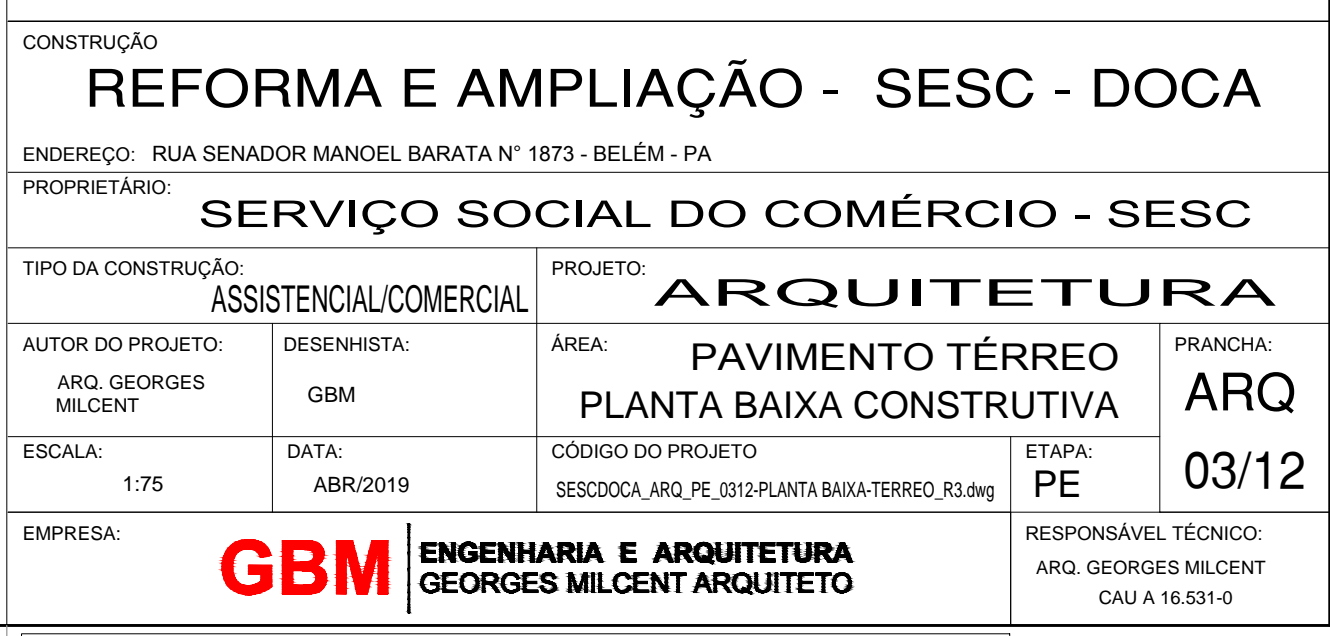 CONSTRUÇÃO
REFORMA E AMPLIAÇÃO - SESC - DOCA
ENDEREÇO: RUA SENADOR MANOEL BARATA N° 1873 - BELÉM - PA
PROPRIETÁRIO:
SERVIÇO SOCIAL DO COMÉRCIO - SESC
TIPO DA CONSTRUÇÃO:
ASSISTENCIAL/COMERCIAL
PROJETO:
ARQUITETURA
AUTOR DO PROJETO:
ARQ. GEORGES
MILCENT
DESENHISTA:
GBM
ÁREA:
PAVIMENTO TÉRREO
PLANTA BAIXA CONSTRUTIVA
PRANCHA:
ARQ
03/12
ESCALA:
1:75
DATA:
ABR/2019
CÓDIGO DO PROJETO
SESCDOCA_ARQ_PE_0312-PLANTA BAIXA-TERREO_R3.dwg
ETAPA:
PE
EMPRESA:
GBM
ENGENHARIA E ARQUITETURA
GEORGES MILCENT ARQUITETO
RESPONSÁVEL TÉCNICO:
ARQ. GEORGES MILCENT
CAU A 16.531-0